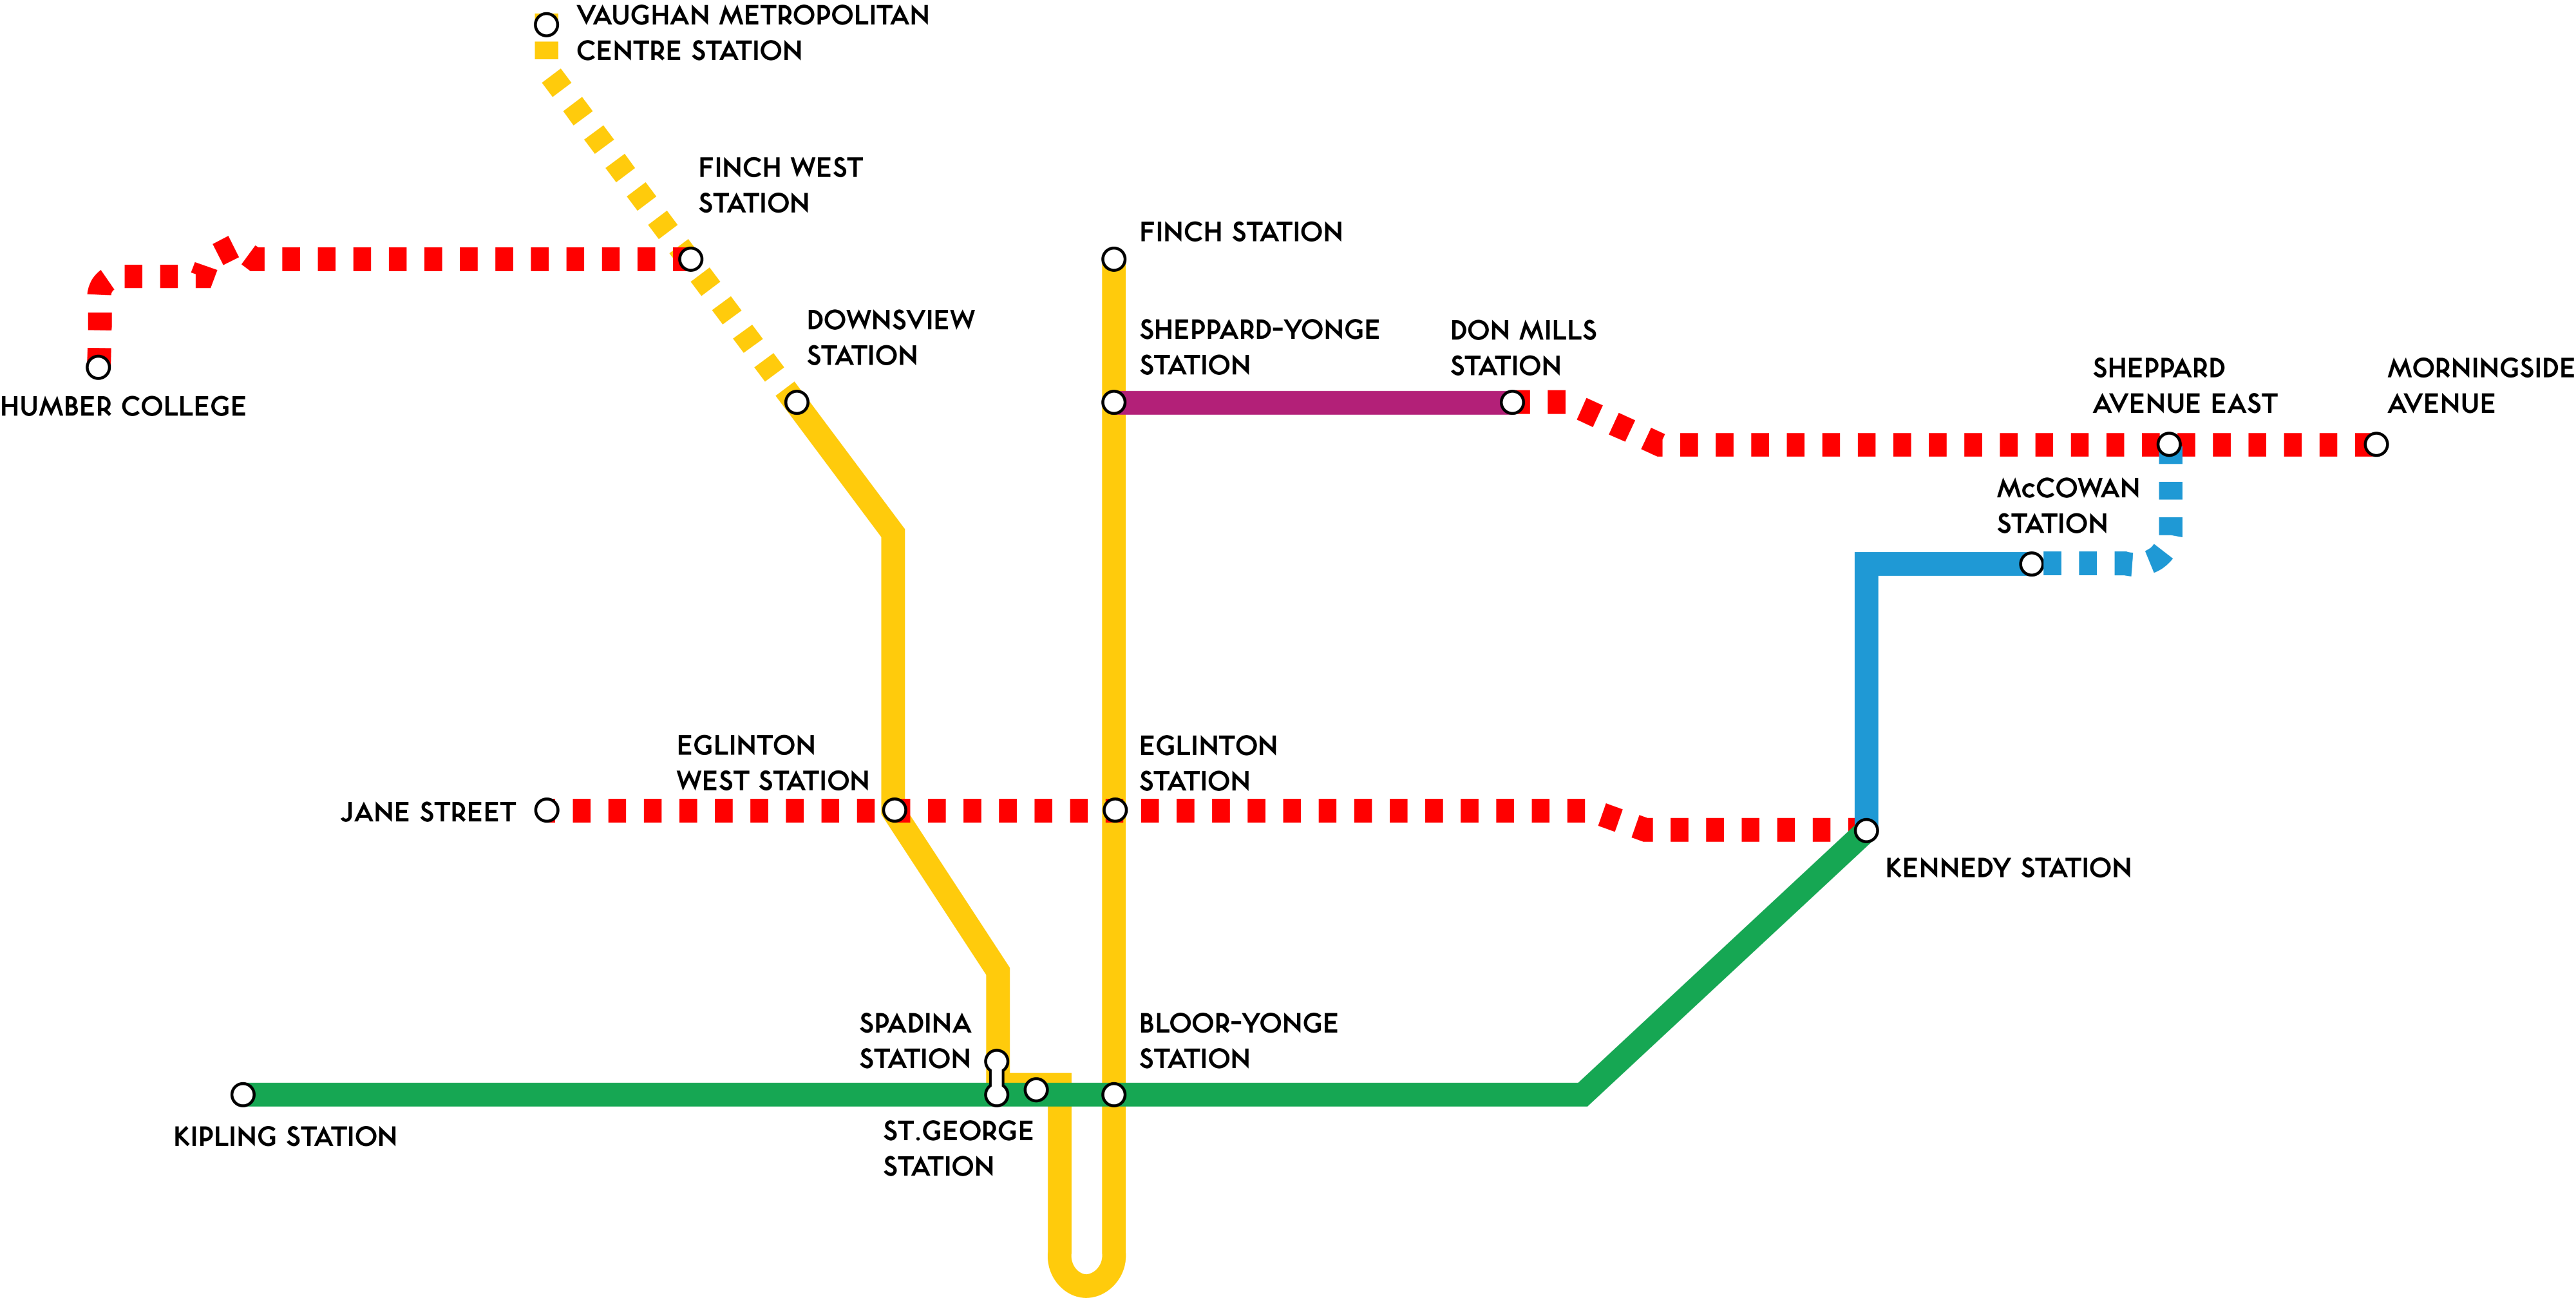 VAUGHAN METROPOLITAN
CENTRE STATION
FINCH WEST
STATION
FINCH STATION
DOWNSVIEW
STATION
SHEPPARD-YONGE
STATION
DON MILLS
STATION
SHEPPARD
AVENUE EAST
MORNINGSIDE
AVENUE
HUMBER COLLEGE
McCOWAN
STATION
EGLINTON
WEST STATION
EGLINTON
STATION
JANE STREET
KENNEDY STATION
SPADINA
STATION
BLOOR-YONGE
STATION
KIPLING STATION
ST.GEORGE
STATION